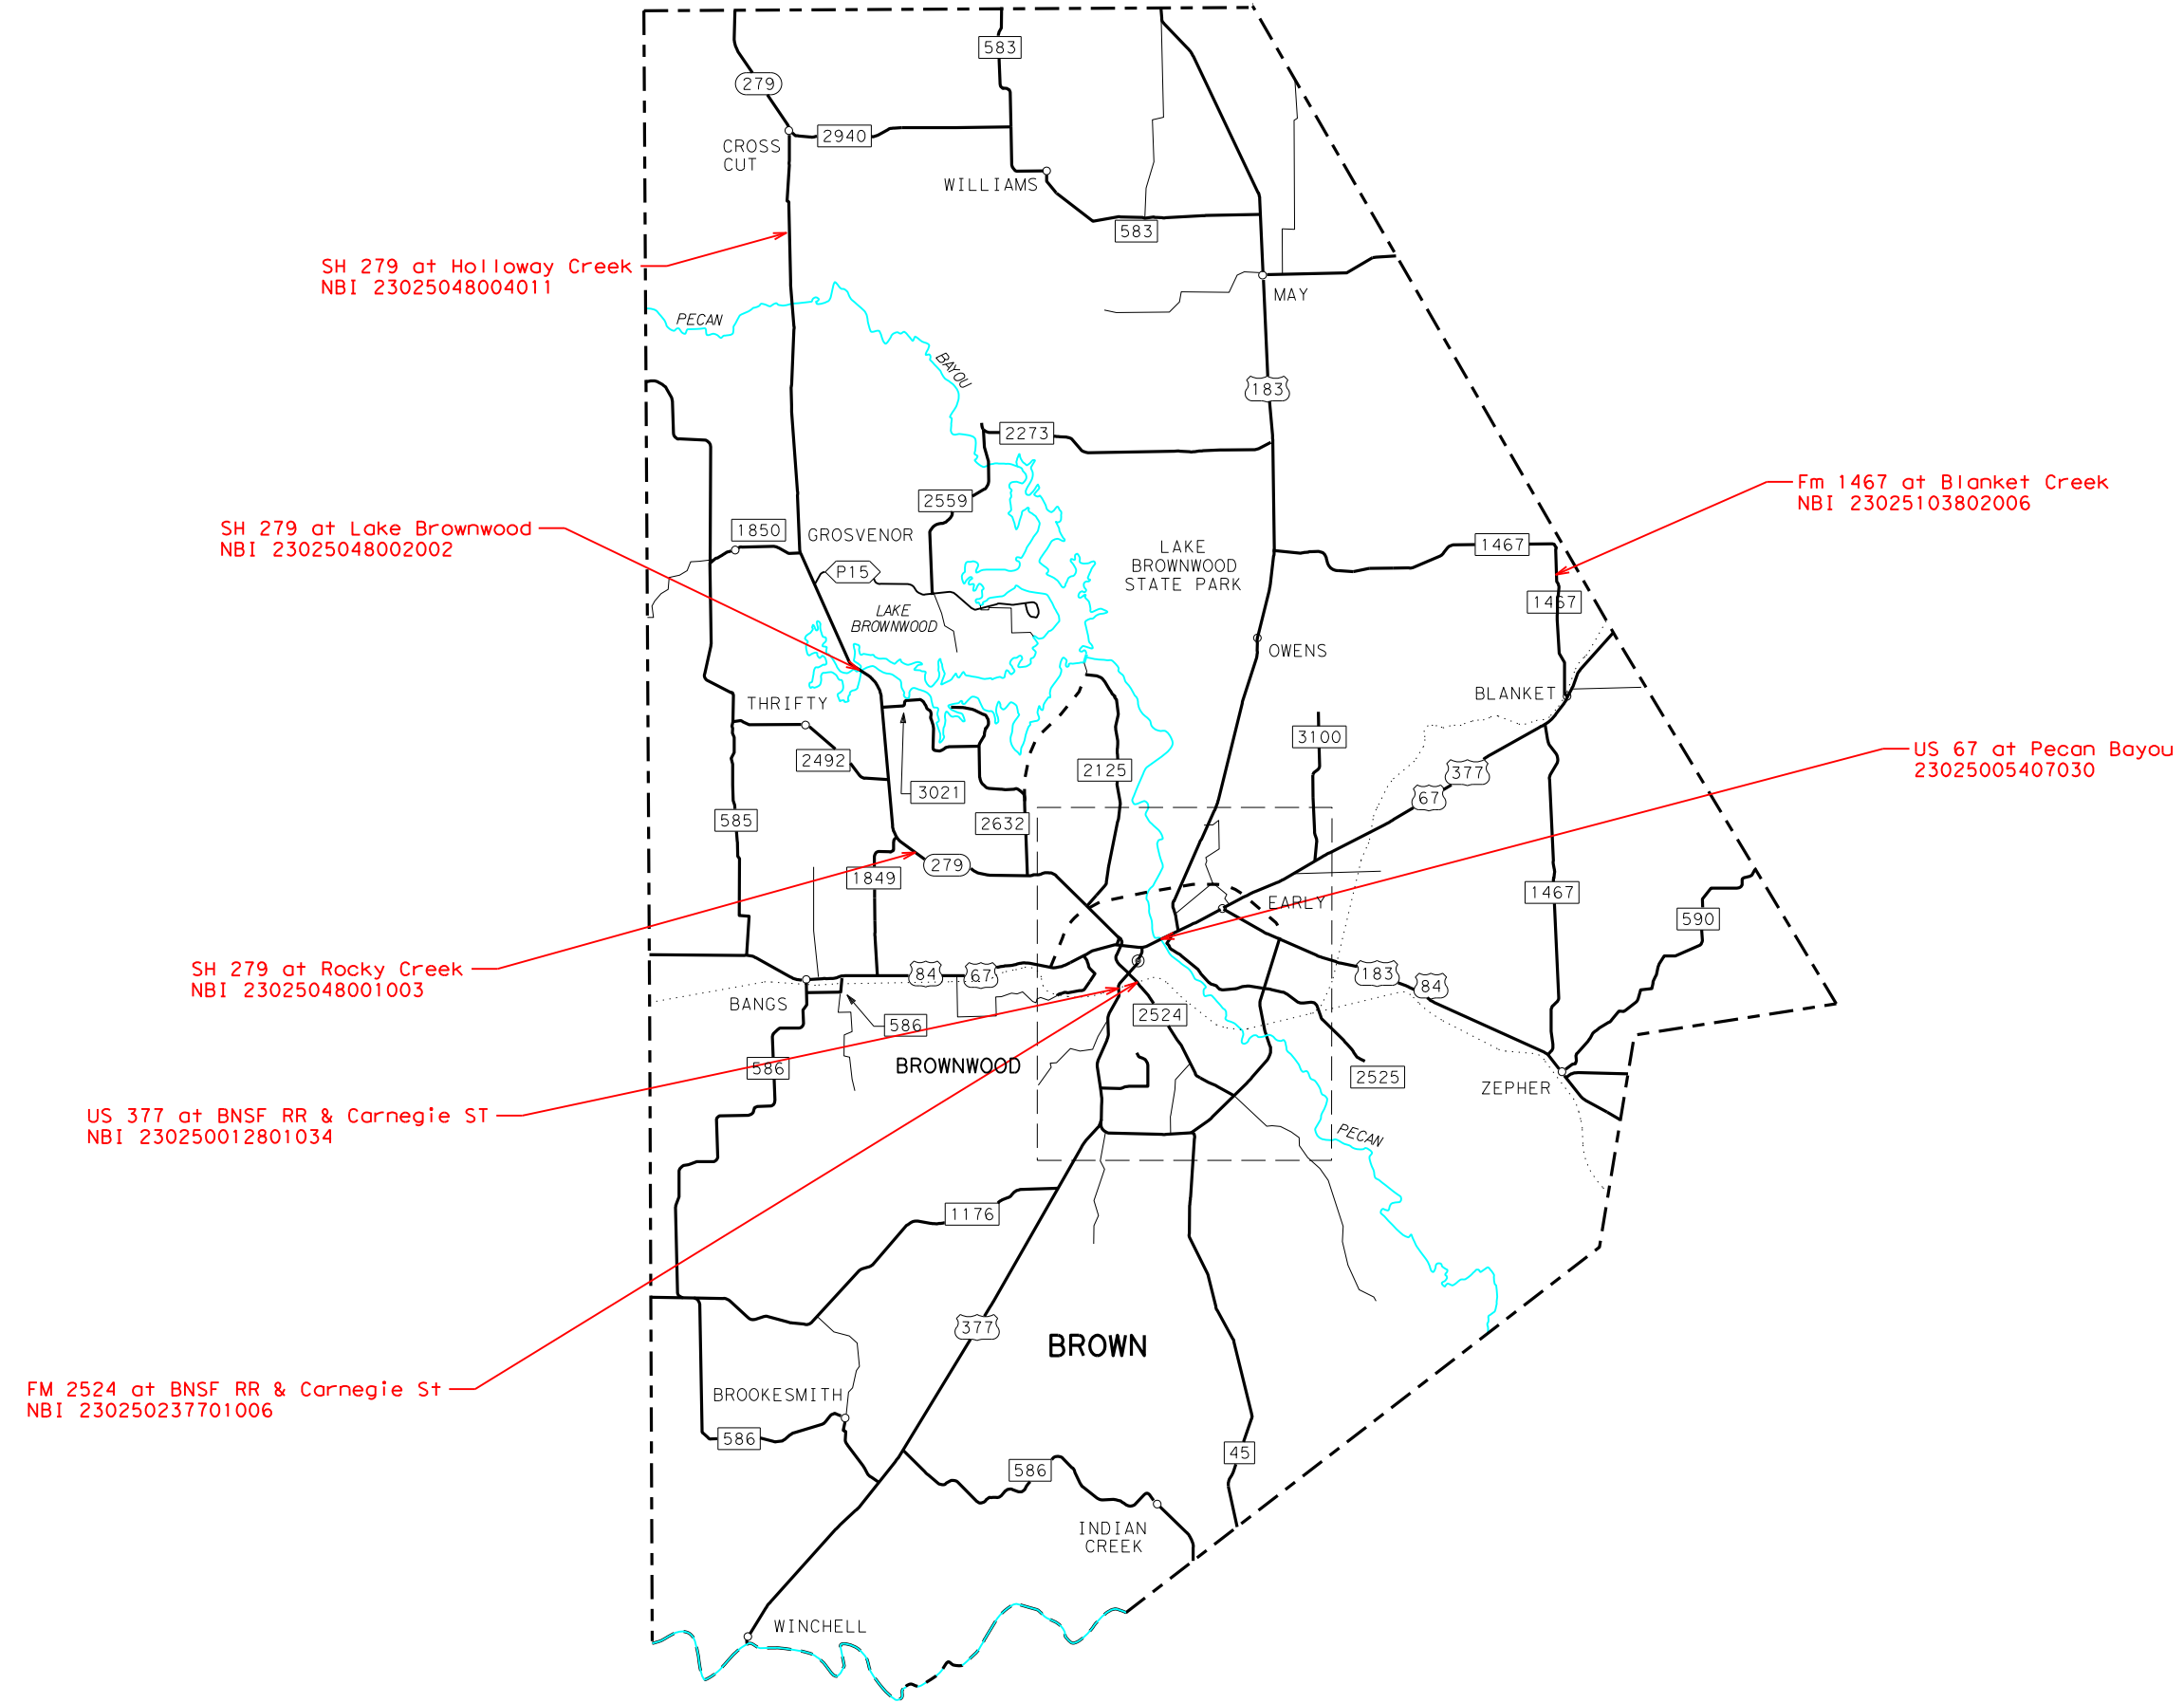 583
279
2940
CROSS
CUT
WILLIAMS
583
SH 279 at Holloway Creek
NBI 23025048004011
MAY
PECAN
BAYOU
183
2273
Fm 1467 at Blanket Creek
NBI 23025103802006
2559
SH 279 at Lake Brownwood
NBI 23025048002002
1850
GROSVENOR
LAKE
BROWNWOOD
STATE PARK
1467
P15
1467
LAKE
BROWNWOOD
OWENS
BLANKET
THRIFTY
3100
US 67 at Pecan Bayou
23025005407030
2492
2125
377
67
3021
585
2632
279
1849
1467
EARLY
590
SH 279 at Rocky Creek
NBI 23025048001003
84
67
183
84
BANGS
586
2524
BROWNWOOD
586
2525
ZEPHER
US 377 at BNSF RR & Carnegie ST
NBI 230250012801034
PECAN
1176
377
BROWN
FM 2524 at BNSF RR & Carnegie St
NBI 230250237701006
BROOKESMITH
586
45
586
INDIAN
CREEK
WINCHELL